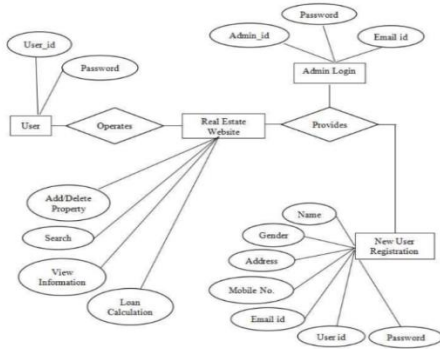 Password
User_id
Admin_id
Email id
Password
Admin Login
User
Operates
Real Estate
Website
Provides
Add/Delete
Property
Name
Search
Gender
New User
Registration
Address
View
Information
Mobile No.
Loan
Calculation
Email id
User id
Password